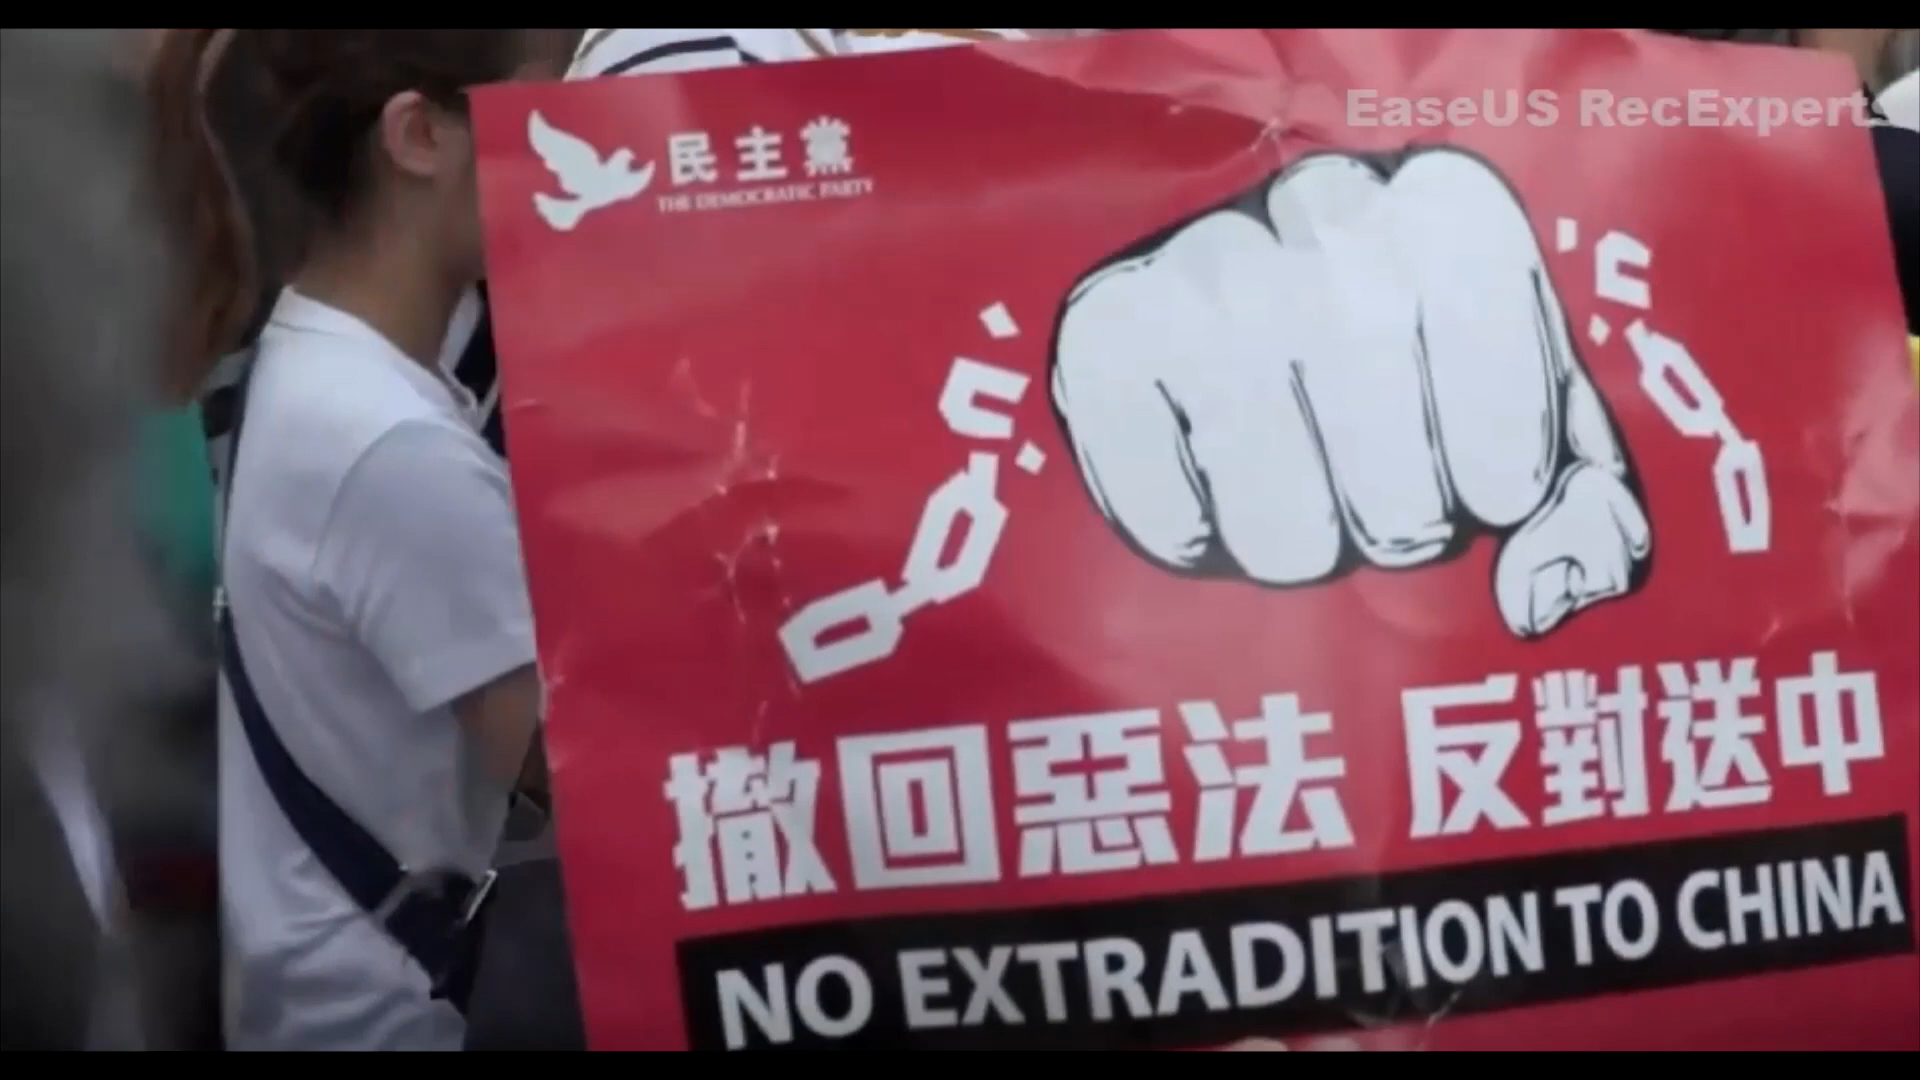 EaseUS RecExperts
民主黨
THE DEMOCRATIC PARTY
撤回惡法 反對送中
NO EXTRADITION TO CHINA